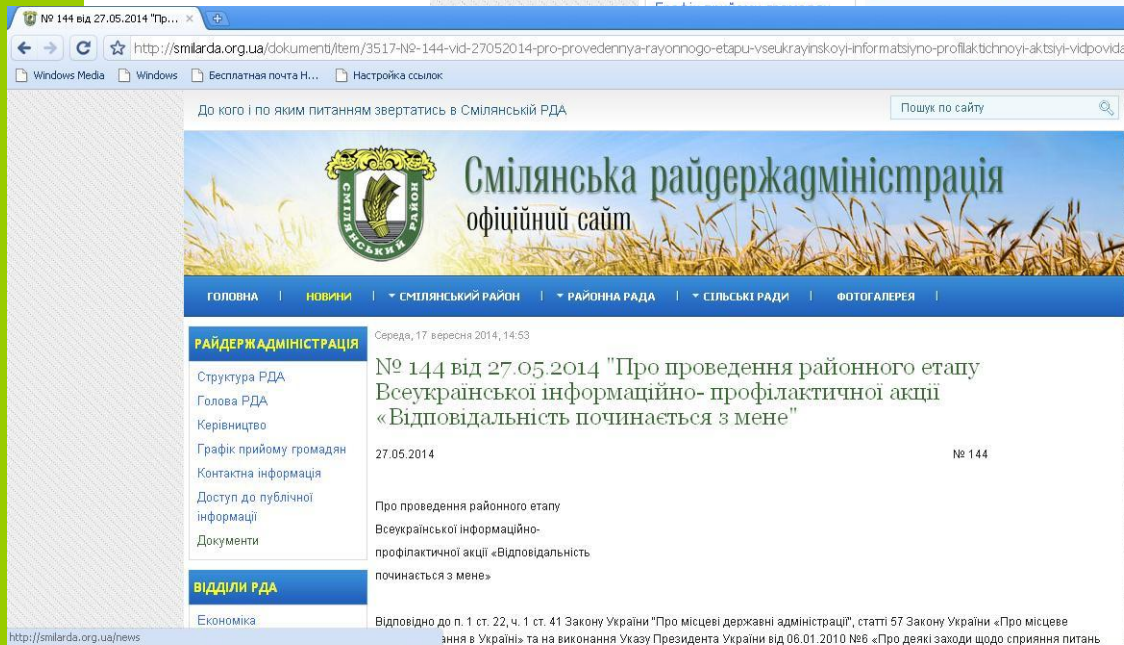 № 144 від 27.05.2014 "Пр...
http://smilarda.org.ua/dokumenti/item/3517-№-144-vid-27052014-pro-provedennya-rayonnogo-etapu-vseukrayinskoyi-informatsiyno-profilaktichnoyi-aktsiyi-vidpovida
Windows Media Windows Бесплатная почта H... Настройка ссылок
До кого і по яким питанням звертатись в Смілянській РДА
Пошук по сайту
СМІЛЯНСЬКИЙ РАЙОН
Смілянська райдержадміністрація
офіційний сайт
ГОЛОВНА НОВИНИ СМІЛЯНСЬКИЙ РАЙОН РАЙОННА РАДА СІЛЬСЬКІ РАДИ ФОТОГАЛЕРЕЯ
РАЙДЕРЖАДМІНІСТРАЦІЯ
Структура РДА
Голова РДА
Керівництво
Графік прийому громадян
Контактна інформація
Доступ до публічної
інформації
Документи
ВІДДІЛИ РДА
Економіка
Середа, 17 вересня 2014, 14:53
№ 144 від 27.05.2014 "Про проведення районного етапу
Всеукраїнської інформаційно- профілактичної акції
«Відповідальність починається з мене"
27.05.2014 № 144
Про проведення районного етапу
Всеукраїнської інформаційно-
профілактичної акції «Відповідальність
починається з мене»
Відповідно до п. 1 ст. 22, ч. 1 ст. 41 Закону України "Про місцеві державні адміністрації", статті 57 Закону України «Про місцеве
ання в Україні» та на виконання Указу Президента України від 06.01.2010 №6 «Про деякі заходи щодо сприяння питань
http://smilarda.org.ua/news